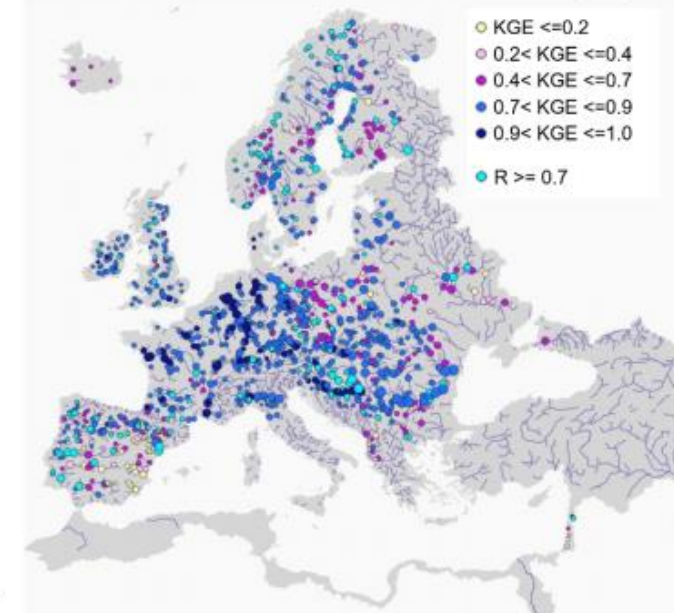 KGE <=0.2
0.2< KGE <=0.4
0.4< KGE <=0.7
0.7< KGE <=0.9
0.9< KGE <=1.0
R >= 0.7